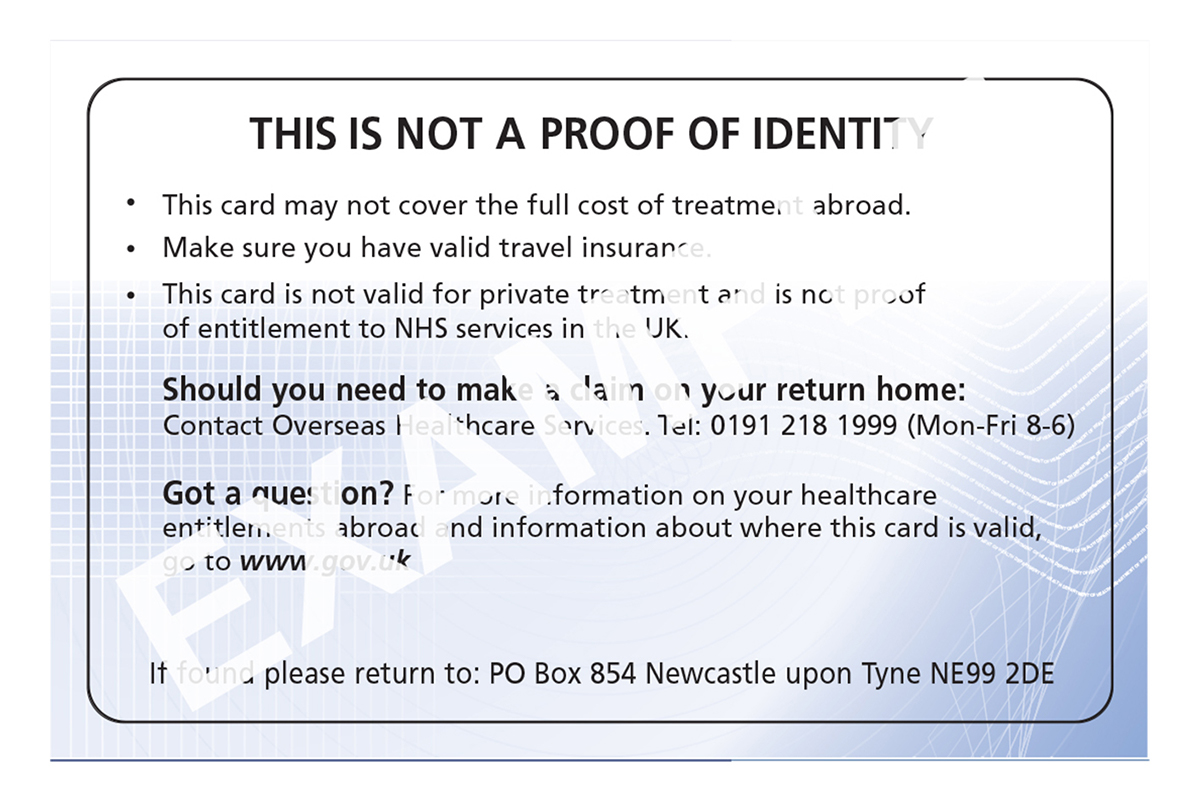 THIS IS NOT A PROOF OF IDENTITY
• This card may not cover the full cost of treatment abroad.
• Make sure you have valid travel insurance.
• This card is not valid for private treatment and is not proof
of entitlement to NHS services in the UK.
Should you need to make a claim on your return home:
Contact Overseas Healthcare Services. Tel: 0191 218 1999 (Mon-Fri 8-6)
Got a question? For more information on your healthcare
entitlements abroad and information about where this card is valid,
go to www.gov.uk
If found please return to: PO Box 854 Newcastle upon Tyne NE99 2DE